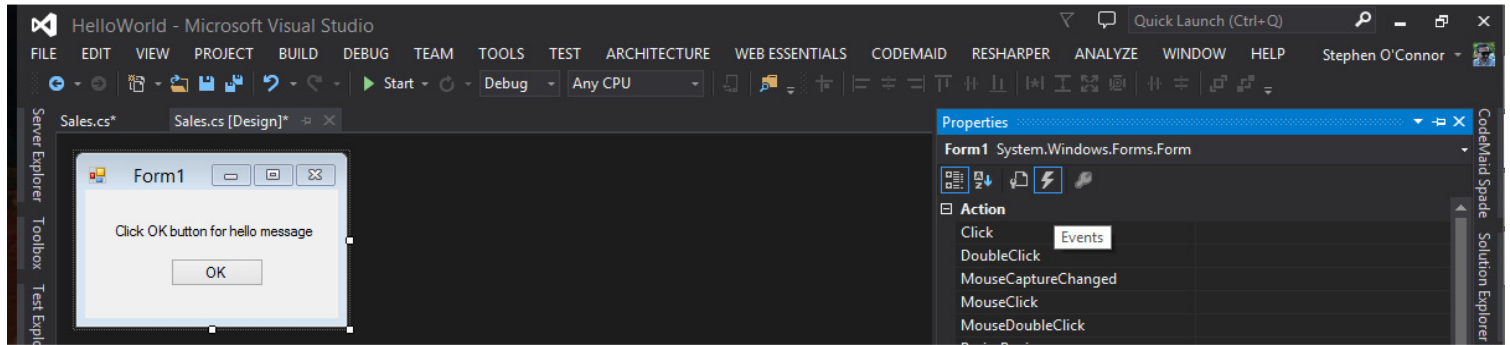 HelloWorld - Microsoft Visual Studio
Quick Launch (Ctrl+Q)
FILE EDIT VIEW PROJECT BUILD DEBUG TEAM TOOLS TEST ARCHITECTURE WEB ESSENTIALS CODEMAID RESHARPER ANALYZE WINDOW HELP Stephen O'Connor
Start Debug Any CPU
Server Explorer
Toolbox
Test Explo
Sales.cs* Sales.cs [Design]*
Form1
Click OK button for hello message
OK
Properties
Form1 System.Windows.Forms.Form
Action
Click
Events
DoubleClick
MouseCaptureChanged
MouseClick
MouseDoubleClick
CodeMaid Spade
Solution Explorer